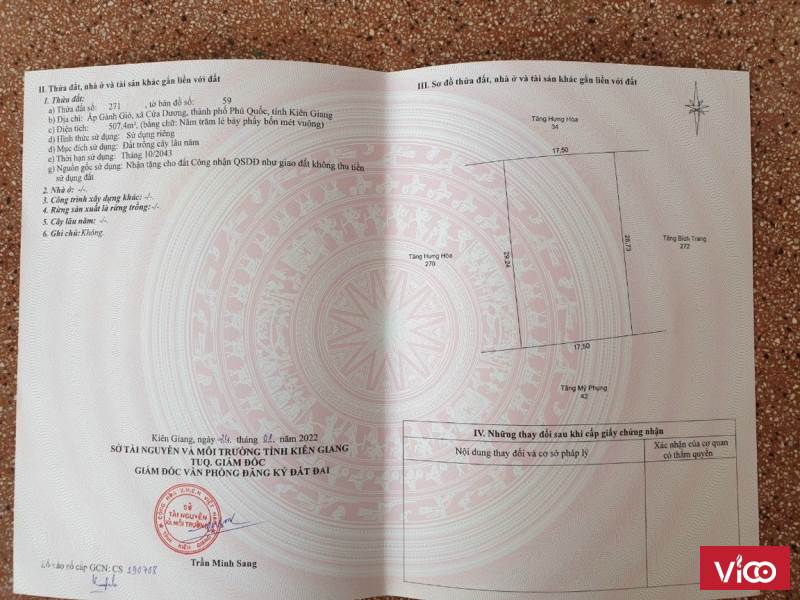 II. Thửa đất, nhà ở và tài sản khác gắn liền với đất
1. Thửa đất:
a) Thửa đất số: 271 , tờ bản đồ số: 59
b) Địa chỉ: Ấp Gành Gió, xã Cửa Dương, thành phố Phú Quốc, tỉnh Kiên Giang
c) Diện tích: 507,4m², (bằng chữ: Năm trăm lẻ bảy phẩy bốn mét vuông)
d) Hình thức sử dụng: Sử dụng riêng
đ) Mục đích sử dụng: Đất trồng cây lâu năm
e) Thời hạn sử dụng: Tháng 10/2043
g) Nguồn gốc sử dụng: Nhận tặng cho đất Công nhận QSDĐ như giao đất không thu tiền
sử dụng đất
2. Nhà ở: -/-.
3. Công trình xây dựng khác: -/-.
4. Rừng sản xuất là rừng trồng:-/-.
5. Cây lâu năm: -/-.
6. Ghi chú: Không.
Kiên Giang, ngày tháng năm 2022
SỞ TÀI NGUYÊN VÀ MÔI TRƯỜNG TỈNH KIÊN GIANG
TUQ. GIÁM ĐỐC
GIÁM ĐỐC VĂN PHÒNG ĐĂNG KÝ ĐẤT ĐAI
SỞ
TÀI NGUYÊN
VÀ MÔI TRƯỜNG
TỈNH KIÊN GIANG
Trần Minh Sang
số cấp GCN: CS 190708
III. Sơ đồ thửa đất, nhà ở và tài sản khác gắn liền với đất
Tăng Hưng Hòa
34
17,50
Tăng Hưng Hòa
270
29,24
28,73
Tăng Bích Trang
272
17,50
Tăng Mỹ Phụng
42
IV. Những thay đổi sau khi cấp giấy chứng nhận
Nội dung thay đổi và cơ sở pháp lý
Xác nhận của cơ quan
có thẩm quyền
ViCO